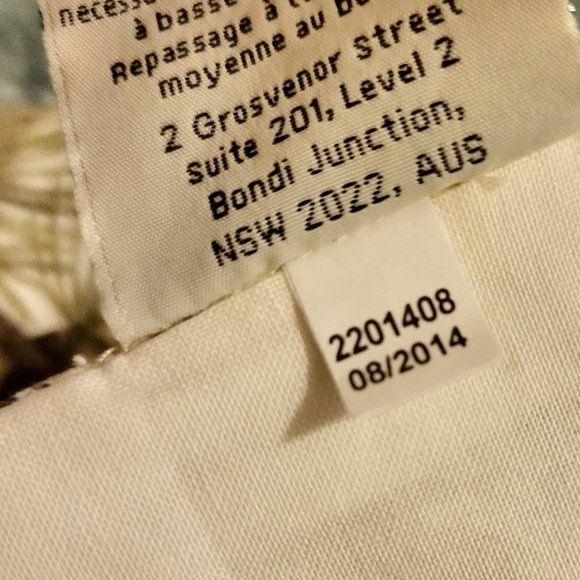 à basse
Repassage à
moyenne au
2 Grosvenor Street
Suite 201, Level 2
Bondi Junction,
NSW 2022, AUS
2201408
08/2014